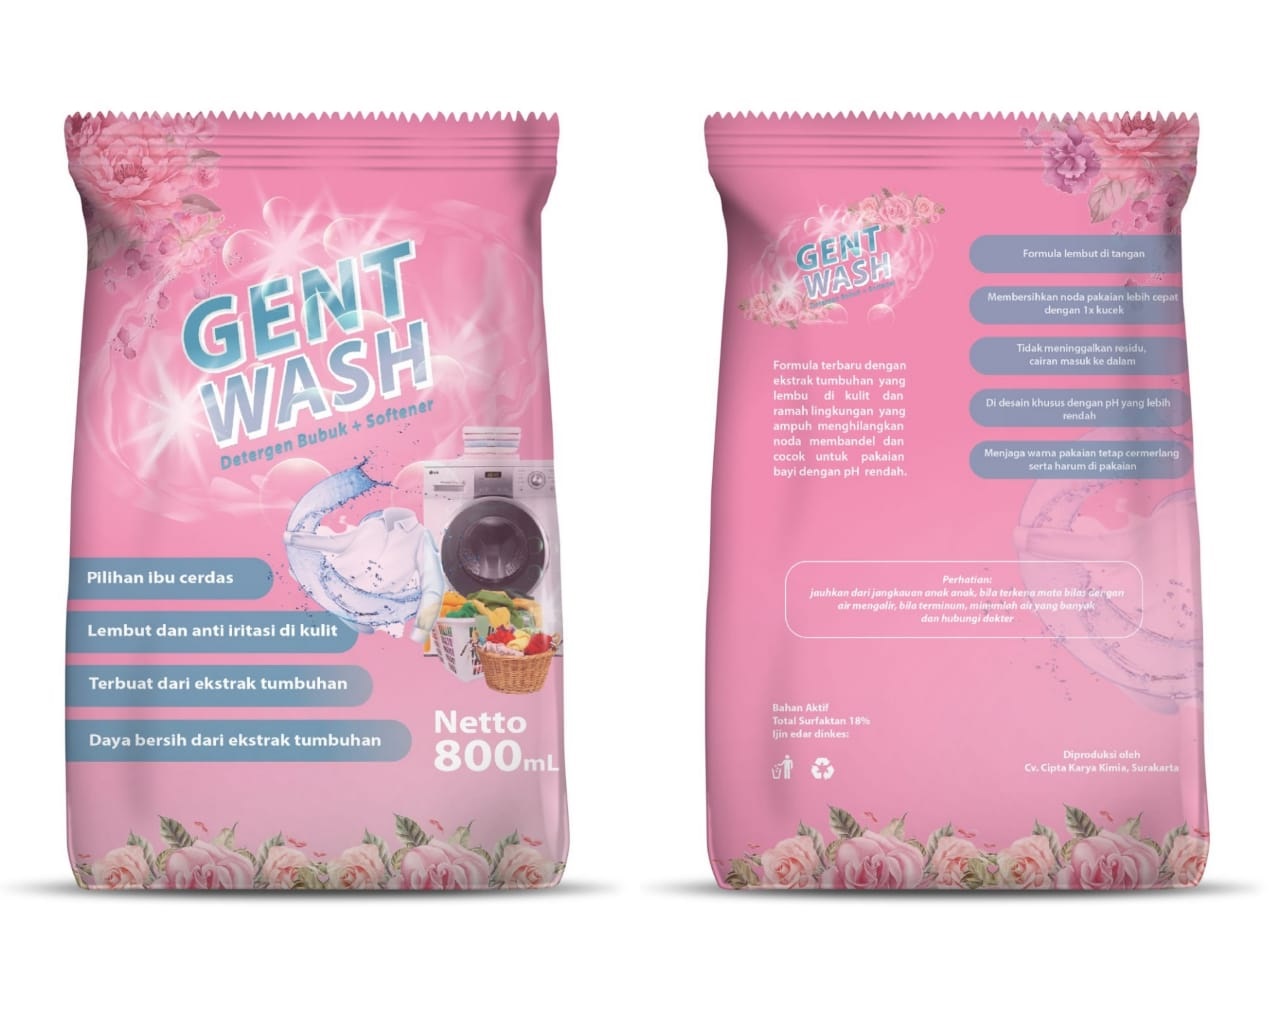 GENT
WASH
Detergen Bubuk + Softener
Pilihan ibu cerdas
Lembut dan anti iritasi di kulit
Terbuat dari ekstrak tumbuhan
Daya bersih dari ekstrak tumbuhan
Netto
800mL
GENT
WASH
Detergen Bubuk + Softener
Formula lembut di tangan
Membersihkan noda pakaian lebih cepat
dengan 1x kucek
Tidak meninggalkan residu,
cairan masuk ke dalam
Di desain khusus dengan pH yang lebih
rendah
Menjaga warna pakaian tetap cermerlang
serta harum di pakaian
Formula terbaru dengan
ekstrak tumbuhan yang
lembu di kulit dan
ramah lingkungan yang
ampuh menghilangkan
noda membandel dan
cocok untuk pakaian
bayi dengan pH rendah.
Perhatian:
jauhkan dari jangkauan anak anak, bila terkena mata bilas dengan
air mengalir, bila terminum, mimimlah air yang banyak
dan hubungi dokter
Bahan Aktif
Total Surfaktan 18%
Ijin edar dinkes:
Diproduksi oleh
Cv. Cipta Karya Kimia, Surakarta